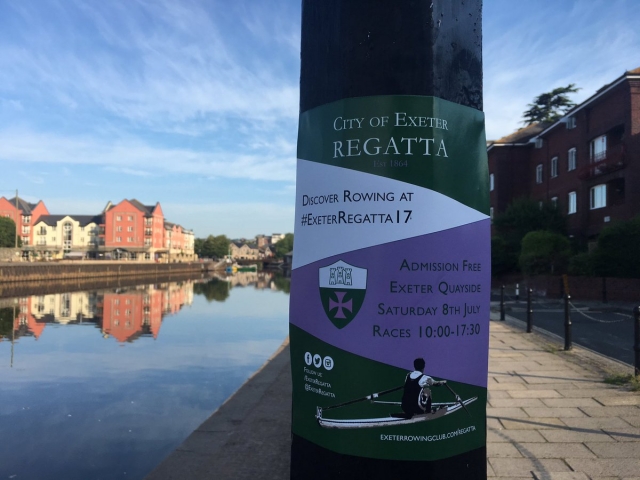 City of Exeter
REGATTA
Est. 1864
Discover Rowing at
#ExeterRegatta17
Admission Free
Exeter Quayside
Saturday 8th July
Races 10:00-17:30
Follow us
#ExeterRegatta
@ExeRegatta
exeterrowingclub.com/regatta